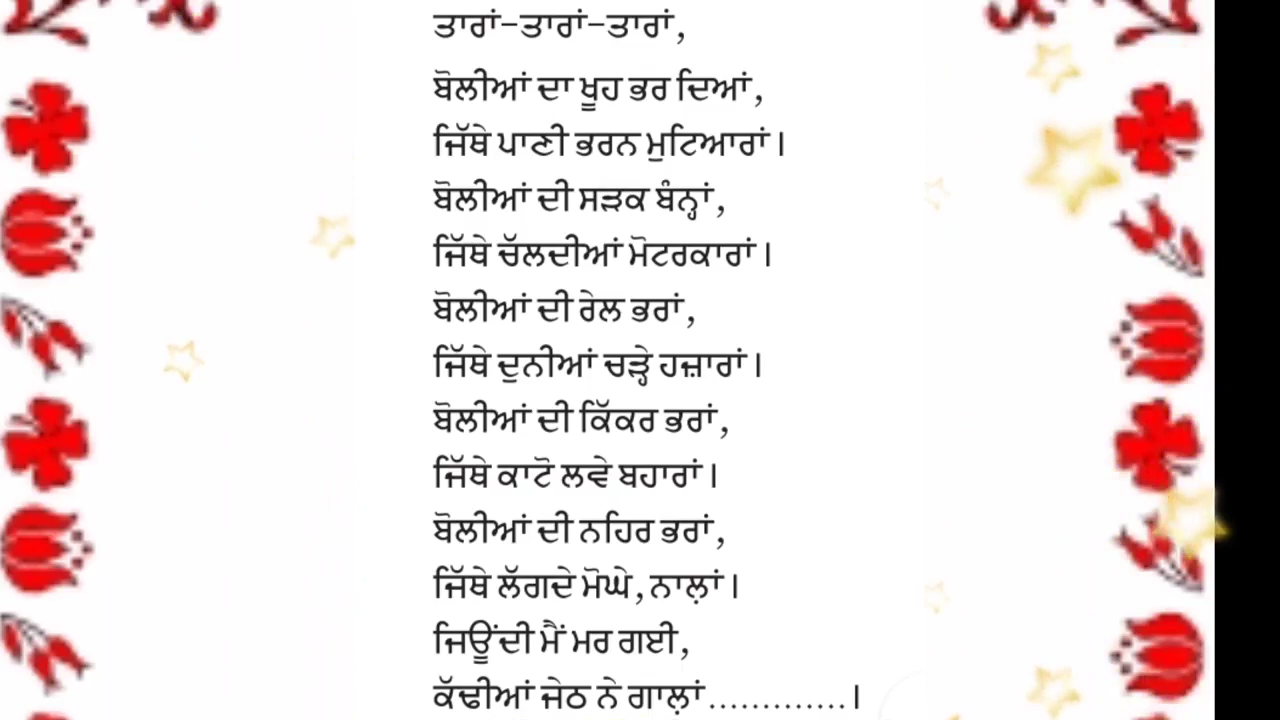 ਤਾਰਾਂ-ਤਾਰਾਂ-ਤਾਰਾਂ,
ਬੋਲੀਆਂ ਦਾ ਖੂਹ ਭਰ ਦਿਆਂ,
ਜਿੱਥੇ ਪਾਣੀ ਭਰਨ ਮੁਟਿਆਰਾਂ।
ਬੋਲੀਆਂ ਦੀ ਸੜਕ ਬੰਨ੍ਹਾਂ,
ਜਿੱਥੇ ਚੱਲਦੀਆਂ ਮੋਟਰਕਾਰਾਂ।
ਬੋਲੀਆਂ ਦੀ ਰੇਲ ਭਰਾਂ,
ਜਿੱਥੇ ਦੁਨੀਆਂ ਚੜ੍ਹੇ ਹਜ਼ਾਰਾਂ।
ਬੋਲੀਆਂ ਦੀ ਕਿੱਕਰ ਭਰਾਂ,
ਜਿੱਥੇ ਕਾਟੋ ਲਵੇ ਬਹਾਰਾਂ।
ਬੋਲੀਆਂ ਦੀ ਨਹਿਰ ਭਰਾਂ,
ਜਿੱਥੇ ਲੱਗਦੇ ਮੋਘੇ,ਨਾਲ਼ਾਂ।
ਜਿਊਂਦੀ ਮੈਂ ਮਰ ਗਈ,
ਕੱਢੀਆਂ ਜੇਠ ਨੇ ਗਾਲ਼ਾਂ.............।